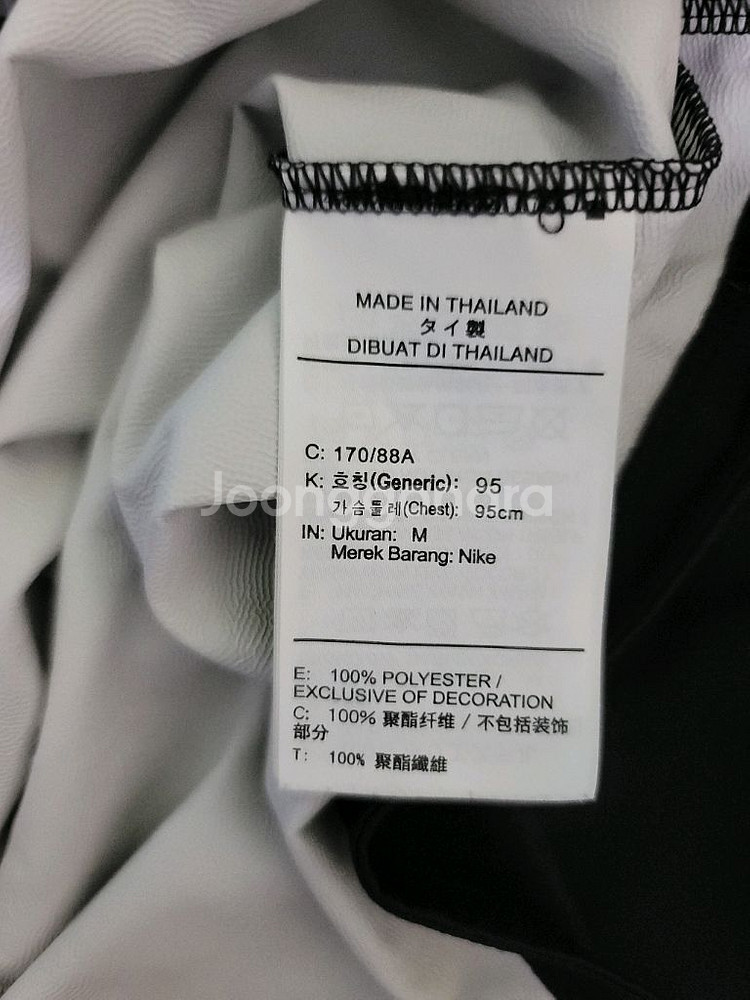 MADE IN THAILAND
タイ製
DIBUAT DI THAILAND
C: 170/88A
K: 호칭(Generic): 95
가슴둘레(Chest): 95cm
Joonggonara
IN: Ukuran: M
Merek Barang: Nike
E: 100% POLYESTER /
EXCLUSIVE OF DECORATION
C: 100% 聚酯纤维 / 不包括装饰
部分
T: 100% 聚酯纖維